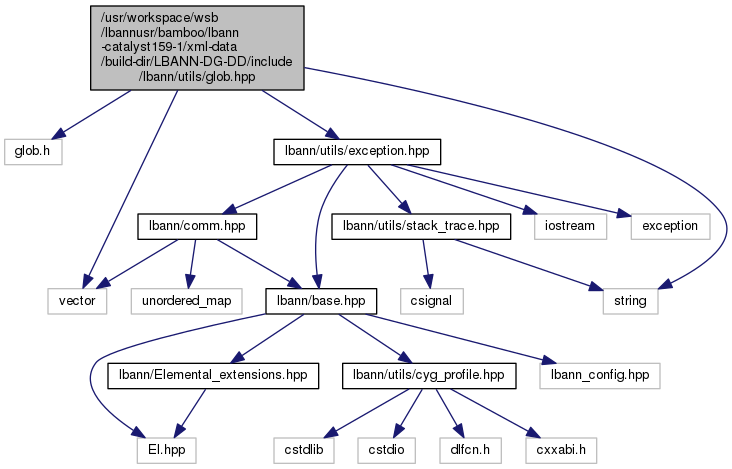 /usr/workspace/wsb
/lbannusr/bamboo/lbann
-catalyst159-1/xml-data
/build-dir/LBANN-DG-DD/include
/lbann/utils/glob.hpp
glob.h
lbann/utils/exception.hpp
lbann/comm.hpp
lbann/utils/stack_trace.hpp
iostream
exception
vector
unordered_map
lbann/base.hpp
csignal
string
lbann/Elemental_extensions.hpp
lbann/utils/cyg_profile.hpp
lbann_config.hpp
El.hpp
cstdlib
cstdio
dlfcn.h
cxxabi.h